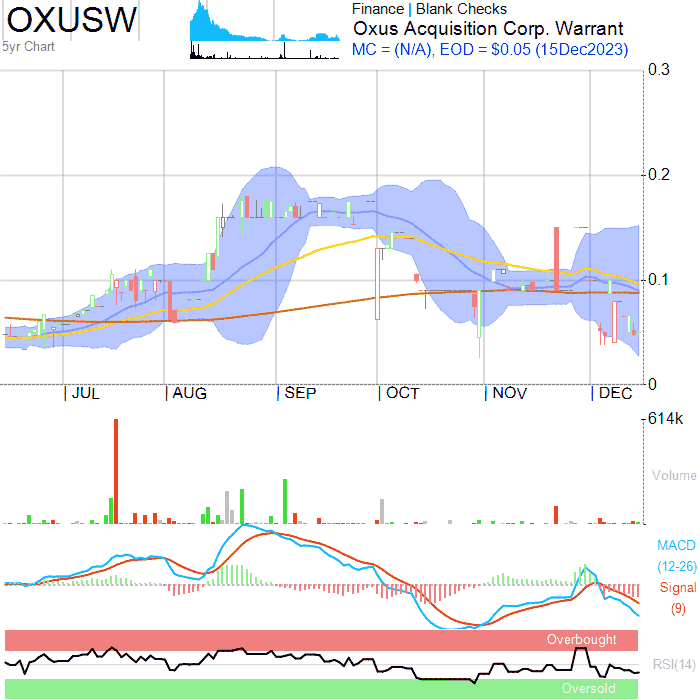 OXUSW
5yr Chart
Finance | Blank Checks
Oxus Acquisition Corp. Warrant
MC = (N/A), EOD = $0.05 (15Dec2023)
0.3
0.2
0.1
0
JUL
AUG
SEP
OCT
NOV
DEC
614k
Volume
MACD
(12-26)
Signal
(9)
Overbought
RSI(14)
Oversold